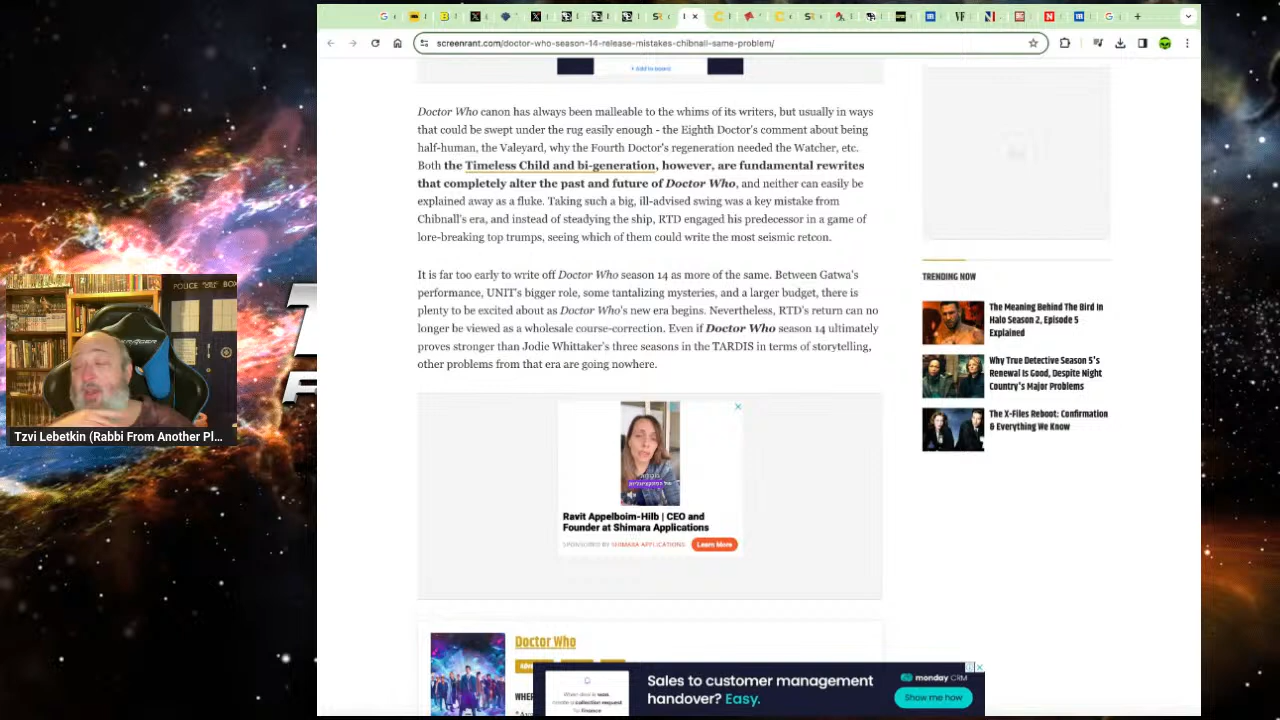 screenrant.com/doctor-who-season-14-release-mistakes-chibnall-same-problem/
+ Add to board
Doctor Who canon has always been malleable to the whims of its writers, but usually in ways
that could be swept under the rug easily enough - the Eighth Doctor's comment about being
half-human, the Valeyard, why the Fourth Doctor's regeneration needed the Watcher, etc.
Both the Timeless Child and bi-generation, however, are fundamental rewrites
that completely alter the past and future of Doctor Who, and neither can easily be
explained away as a fluke. Taking such a big, ill-advised swing was a key mistake from
Chibnall's era, and instead of steadying the ship, RTD engaged his predecessor in a game of
lore-breaking top trumps, seeing which of them could write the most seismic retcon.
It is far too early to write off Doctor Who season 14 as more of the same. Between Gatwa's
performance, UNIT's bigger role, some tantalizing mysteries, and a larger budget, there is
plenty to be excited about as Doctor Who's new era begins. Nevertheless, RTD's return can no
longer be viewed as a wholesale course-correction. Even if Doctor Who season 14 ultimately
proves stronger than Jodie Whittaker's three seasons in the TARDIS in terms of storytelling,
other problems from that era are going nowhere.
TRENDING NOW
The Meaning Behind The Bird In
Halo Season 2, Episode 5
Explained
Why True Detective Season 5's
Renewal Is Good, Despite Night
Country's Major Problems
The X-Files Reboot: Confirmation
& Everything We Know
POLICE BOX
Tzvi Lebetkin (Rabbi From Another Pl...
Ravit Appelboim-Hilb | CEO and
Founder at Shimara Applications
SPONSORED BY SHIMARA APPLICATIONS
Learn More
Doctor Who
Sales to customer management
handover? Easy.
monday CRM
Show me how